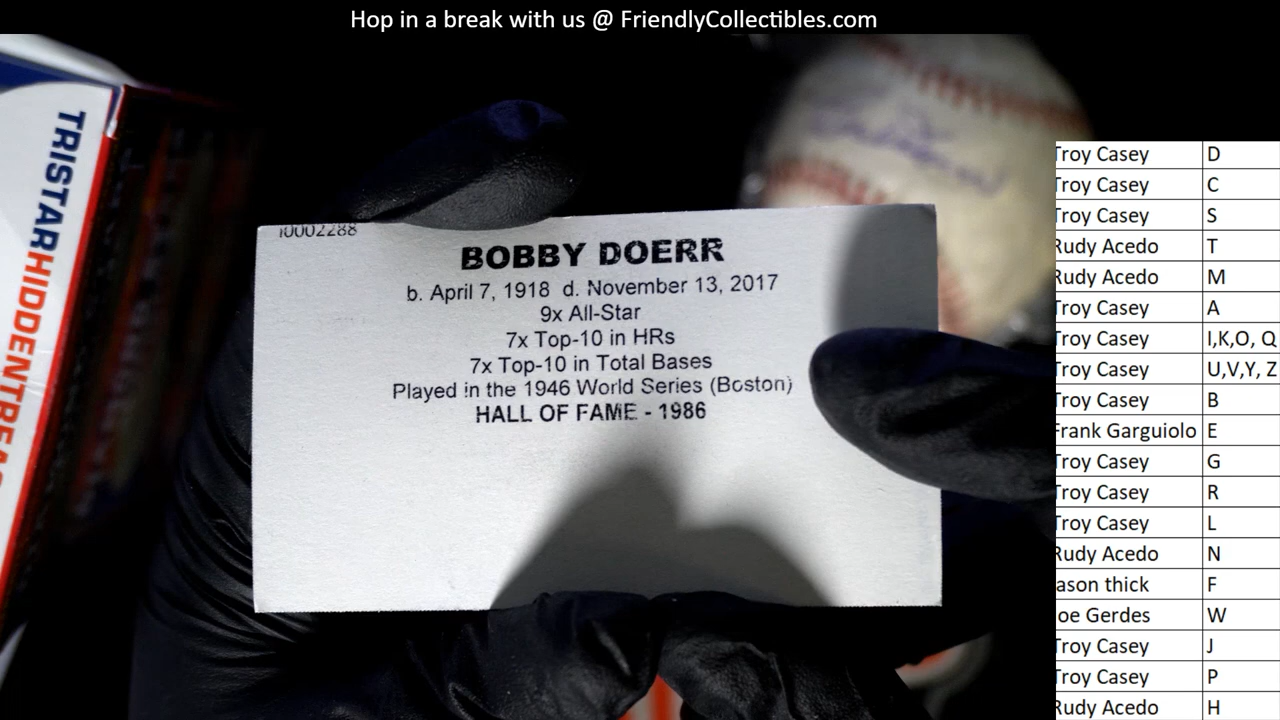 Hop in a break with us @ FriendlyCollectibles.com
TRISTAR HIDDEN
10002288
BOBBY DOERR
b. April 7, 1918 d. November 13, 2017
9x All-Star
7x Top-10 in HRs
7x Top-10 in Total Bases
Played in the 1946 World Series (Boston)
HALL OF FAME - 1986
Troy Casey D
Troy Casey C
Troy Casey S
Rudy Acedo T
Rudy Acedo M
Troy Casey A
Troy Casey I,K,O, Q
Troy Casey U,V,Y, Z
Troy Casey B
Frank Garguiolo E
Troy Casey G
Troy Casey R
Troy Casey L
Rudy Acedo N
ason thick F
oe Gerdes W
Troy Casey J
Troy Casey P
Rudy Acedo H